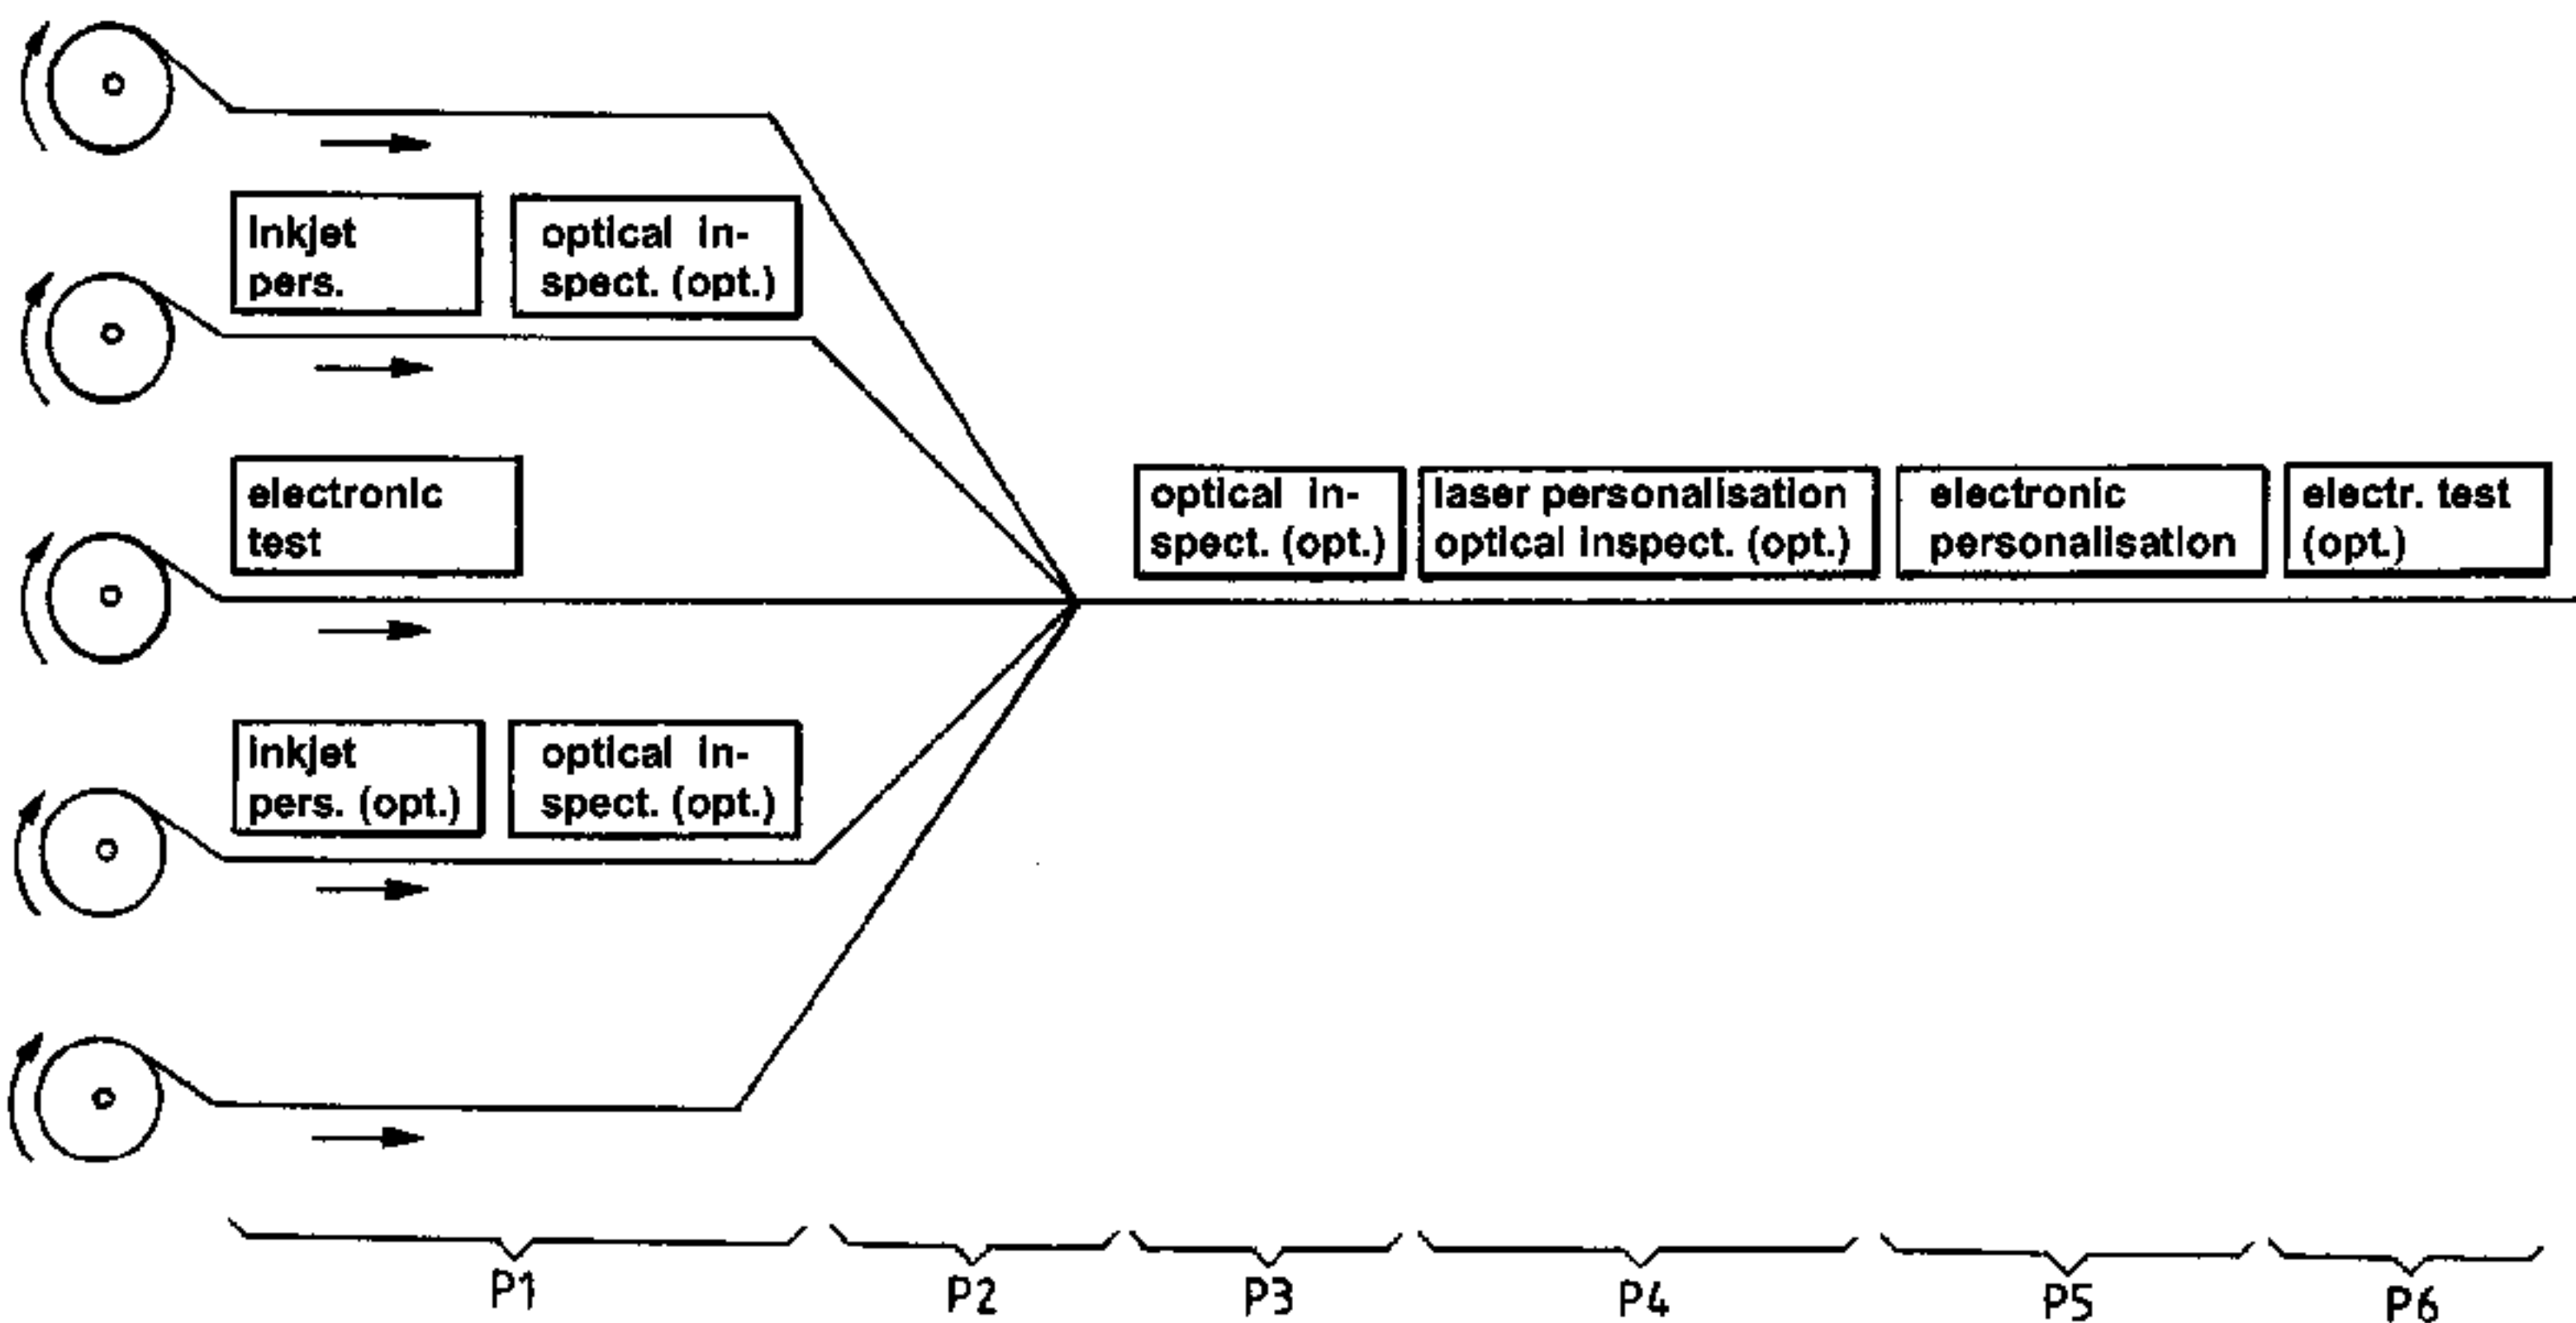 Inkjet
pers.
optical in-
spect. (opt.)
electronic
test
optical in-
spect. (opt.)
laser personalisation
optical inspect. (opt.)
electronic
personalisation
electr. test
(opt.)
inkjet
pers. (opt.)
optical in-
spect. (opt.)
P1
P2
P3
P4
P5
P6